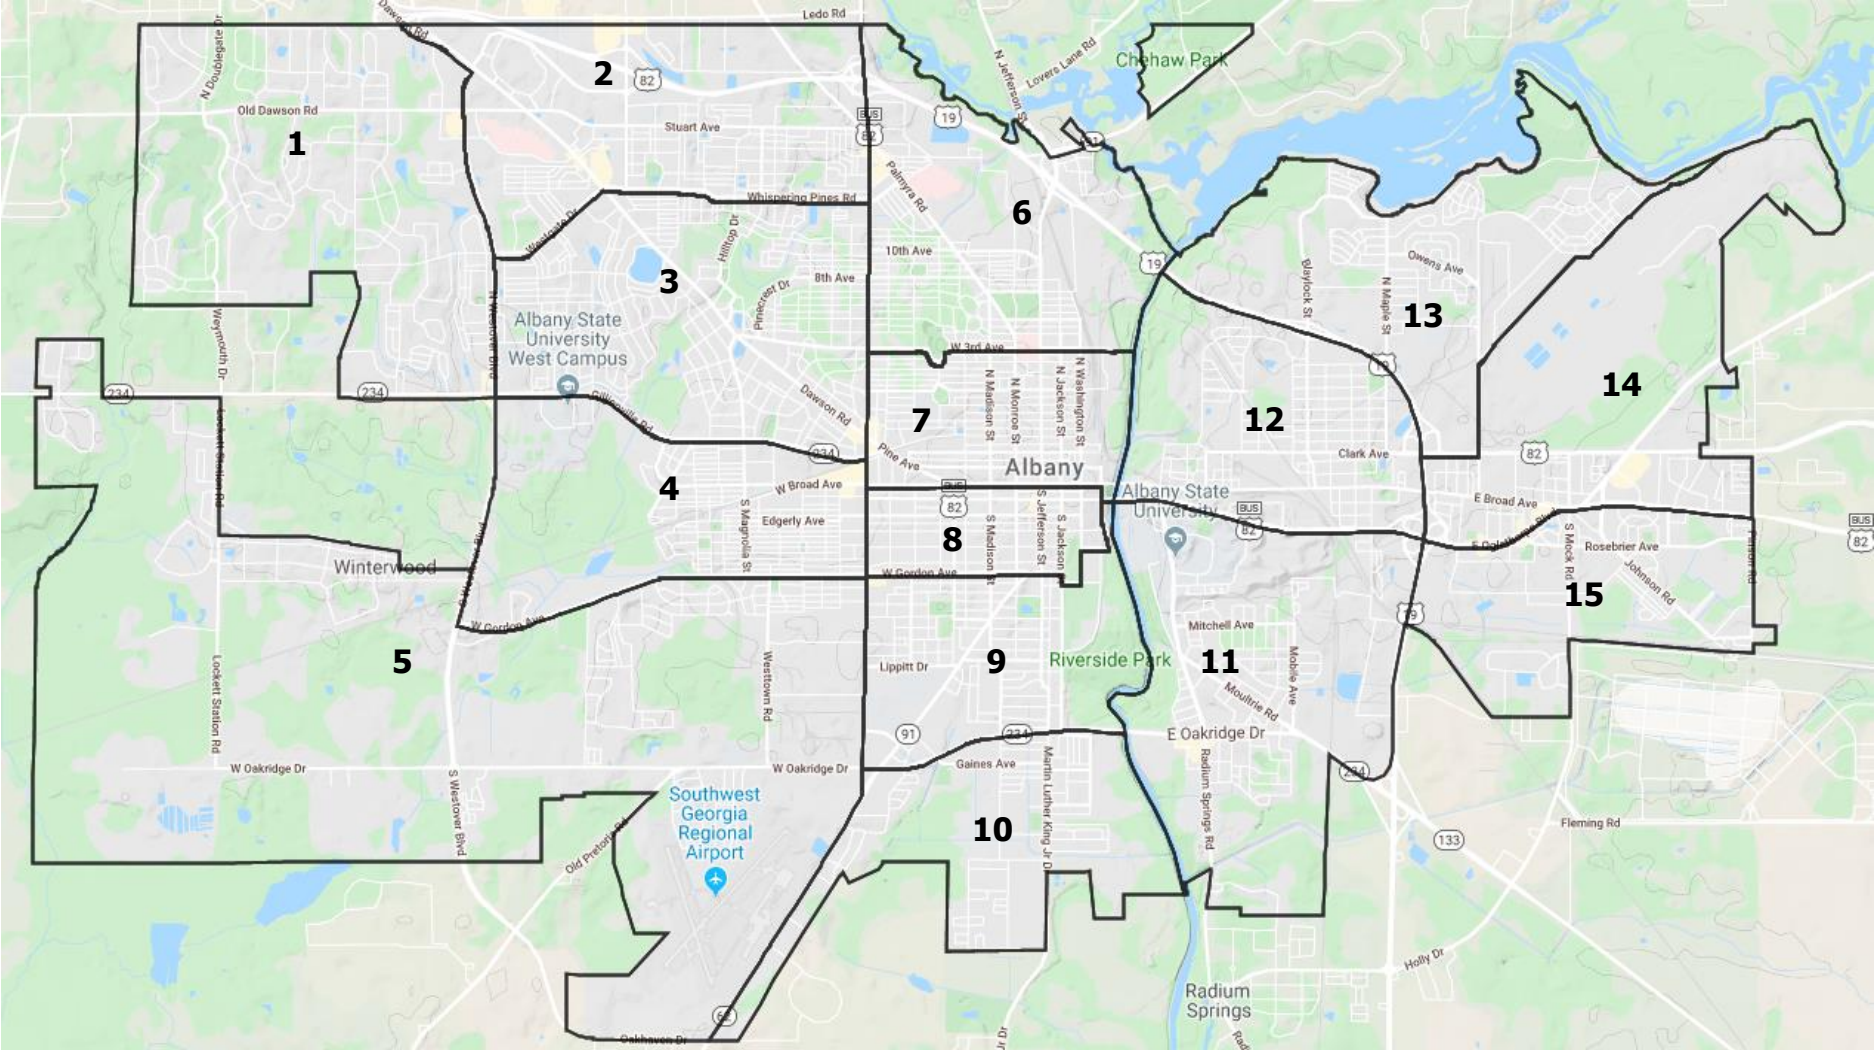 Dawson Rd
Ledo Rd
N Doublegate Dr
2
82
N Jefferson St
Lovers Lane Rd
Chehaw Park
Old Dawson Rd
1
Stuart Ave
BUS
82
19
91
Palmyra Rd
Whispering Pines Rd
Westgate Dr
Hilltop Dr
6
10th Ave
19
3
8th Ave
Pinecrest Dr
Owens Ave
Blaylock St
N Maple St
13
Weymouth Dr
N Westover Blvd
Albany State
University
West Campus
W 3rd Ave
19
234
234
Gillionville Rd
Dawson Rd
N Madison St
N Monroe St
N Jackson St
N Washington St
7
12
14
234
Pine Ave
Albany
Clark Ave
82
Lockett Station Rd
4
W Broad Ave
BUS
82
Albany State
University
BUS
82
E Broad Ave
S Magnolia St
Edgerly Ave
8
S Madison St
S Jefferson St
S Jackson
E Oglethorpe Blvd
S Mock Rd
Rosebrier Ave
BUS
82
Winterwood
S Westover Blvd
W Gordon Ave
W Gordon Ave
Johnson Rd
15
19
Mitchell Ave
5
Westtown Rd
Lippitt Dr
9
Riverside Park
11
Mobile Ave
Moultrie Rd
Lockett Station Rd
91
234
E Oakridge Dr
W Oakridge Dr
W Oakridge Dr
Gaines Ave
234
S Westover Blvd
Southwest
Georgia
Regional
Airport
Old Pretoria Rd
10
Martin Luther King Jr Dr
Radium Springs Rd
Fleming Rd
133
Holly Dr
Radium
Springs
62
Oakhaven Dr
Jr Dr